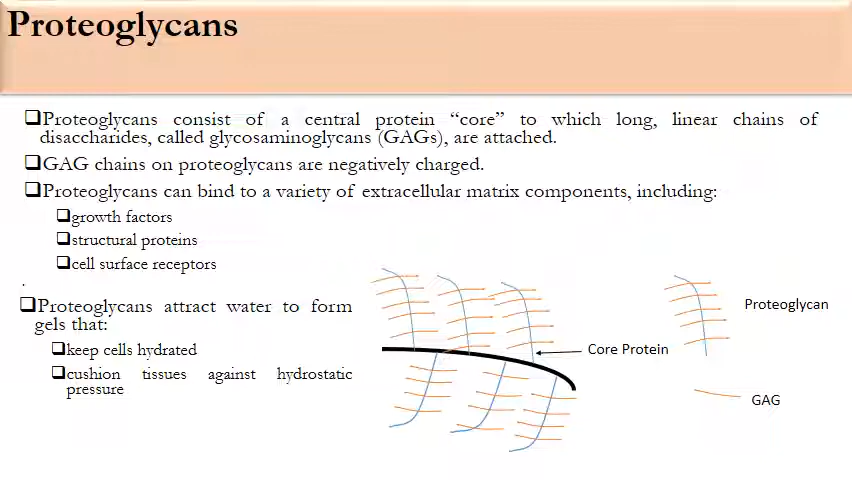 Proteoglycans
❑Proteoglycans consist of a central protein “core” to which long, linear chains of
disaccharides, called glycosaminoglycans (GAGs), are attached.
❑GAG chains on proteoglycans are negatively charged.
❑Proteoglycans can bind to a variety of extracellular matrix components, including:
❑growth factors
❑structural proteins
❑cell surface receptors
.
❑Proteoglycans attract water to form
gels that:
❑keep cells hydrated
❑cushion tissues against hydrostatic
pressure
Proteoglycan
Core Protein
GAG